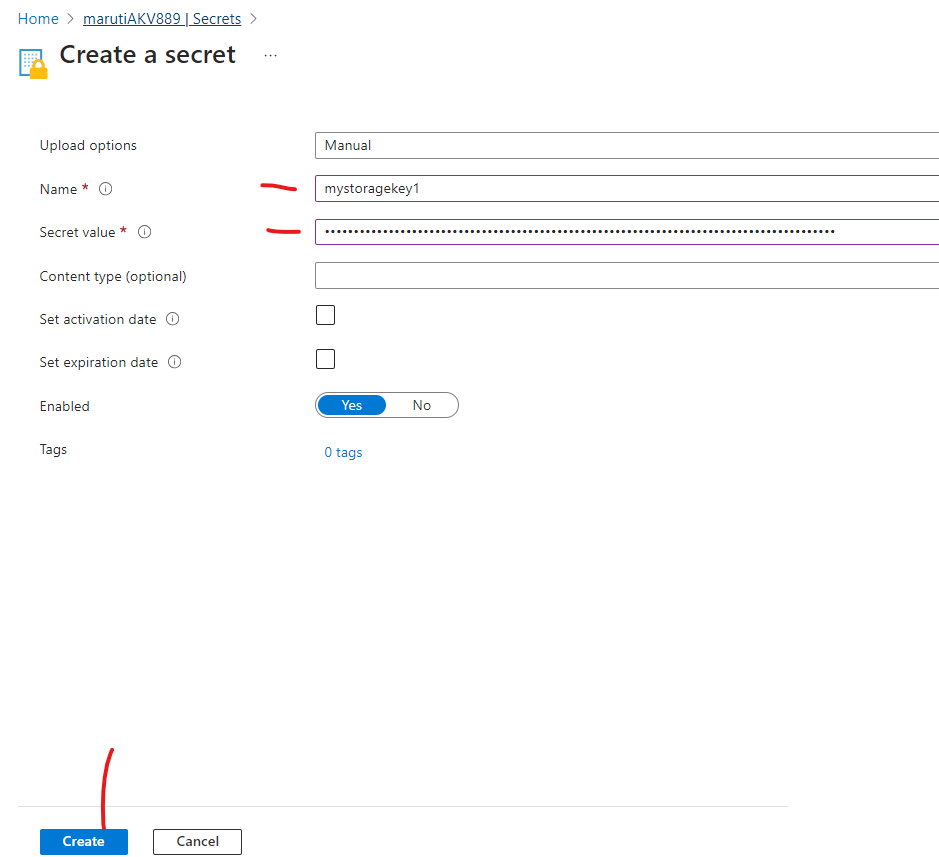 Home > marutiAKV889 | Secrets >
Create a secret ...
Upload options Manual
Name * mystoragekey1
Secret value * ••••••••••••••••••••••••••••••••••••••••••••••••••••••••••••••••••••••••••••••••••••••••
Content type (optional)
Set activation date
Set expiration date
Enabled Yes No
Tags 0 tags
Create Cancel